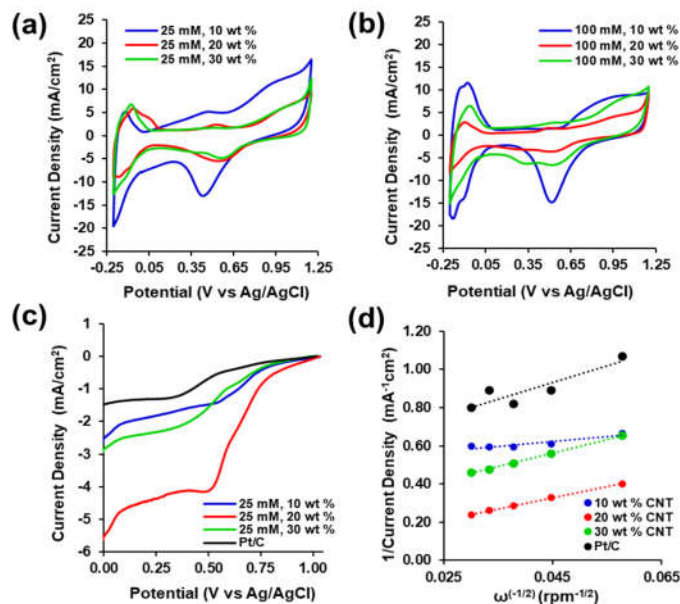 (a)
25 mM, 10 wt %
25 mM, 20 wt %
25 mM, 30 wt %
Current Density (mA/cm²)
25
20
15
10
5
0
-5
-10
-15
-20
-25
-0.25 0.05 0.35 0.65 0.95 1.25
Potential (V vs Ag/AgCl)
(b)
100 mM, 10 wt %
100 mM, 20 wt %
100 mM, 30 wt %
Current Density (mA/cm²)
25
20
15
10
5
0
-5
-10
-15
-20
-25
-0.25 0.05 0.35 0.65 0.95 1.25
Potential (V vs Ag/AgCl)
(c)
Current Density (mA/cm²)
1
0
-1
-2
-3
-4
-5
-6
25 mM, 10 wt %
25 mM, 20 wt %
25 mM, 30 wt %
Pt/C
0.00 0.25 0.50 0.75 1.00
Potential (V vs Ag/AgCl)
(d)
1/Current Density (mA⁻¹cm²)
1.20
1.00
0.80
0.60
0.40
0.20
0.00
10 wt % CNT
20 wt % CNT
30 wt % CNT
Pt/C
0.025 0.045 0.065
ω^(-1/2) (rpm^-1/2)